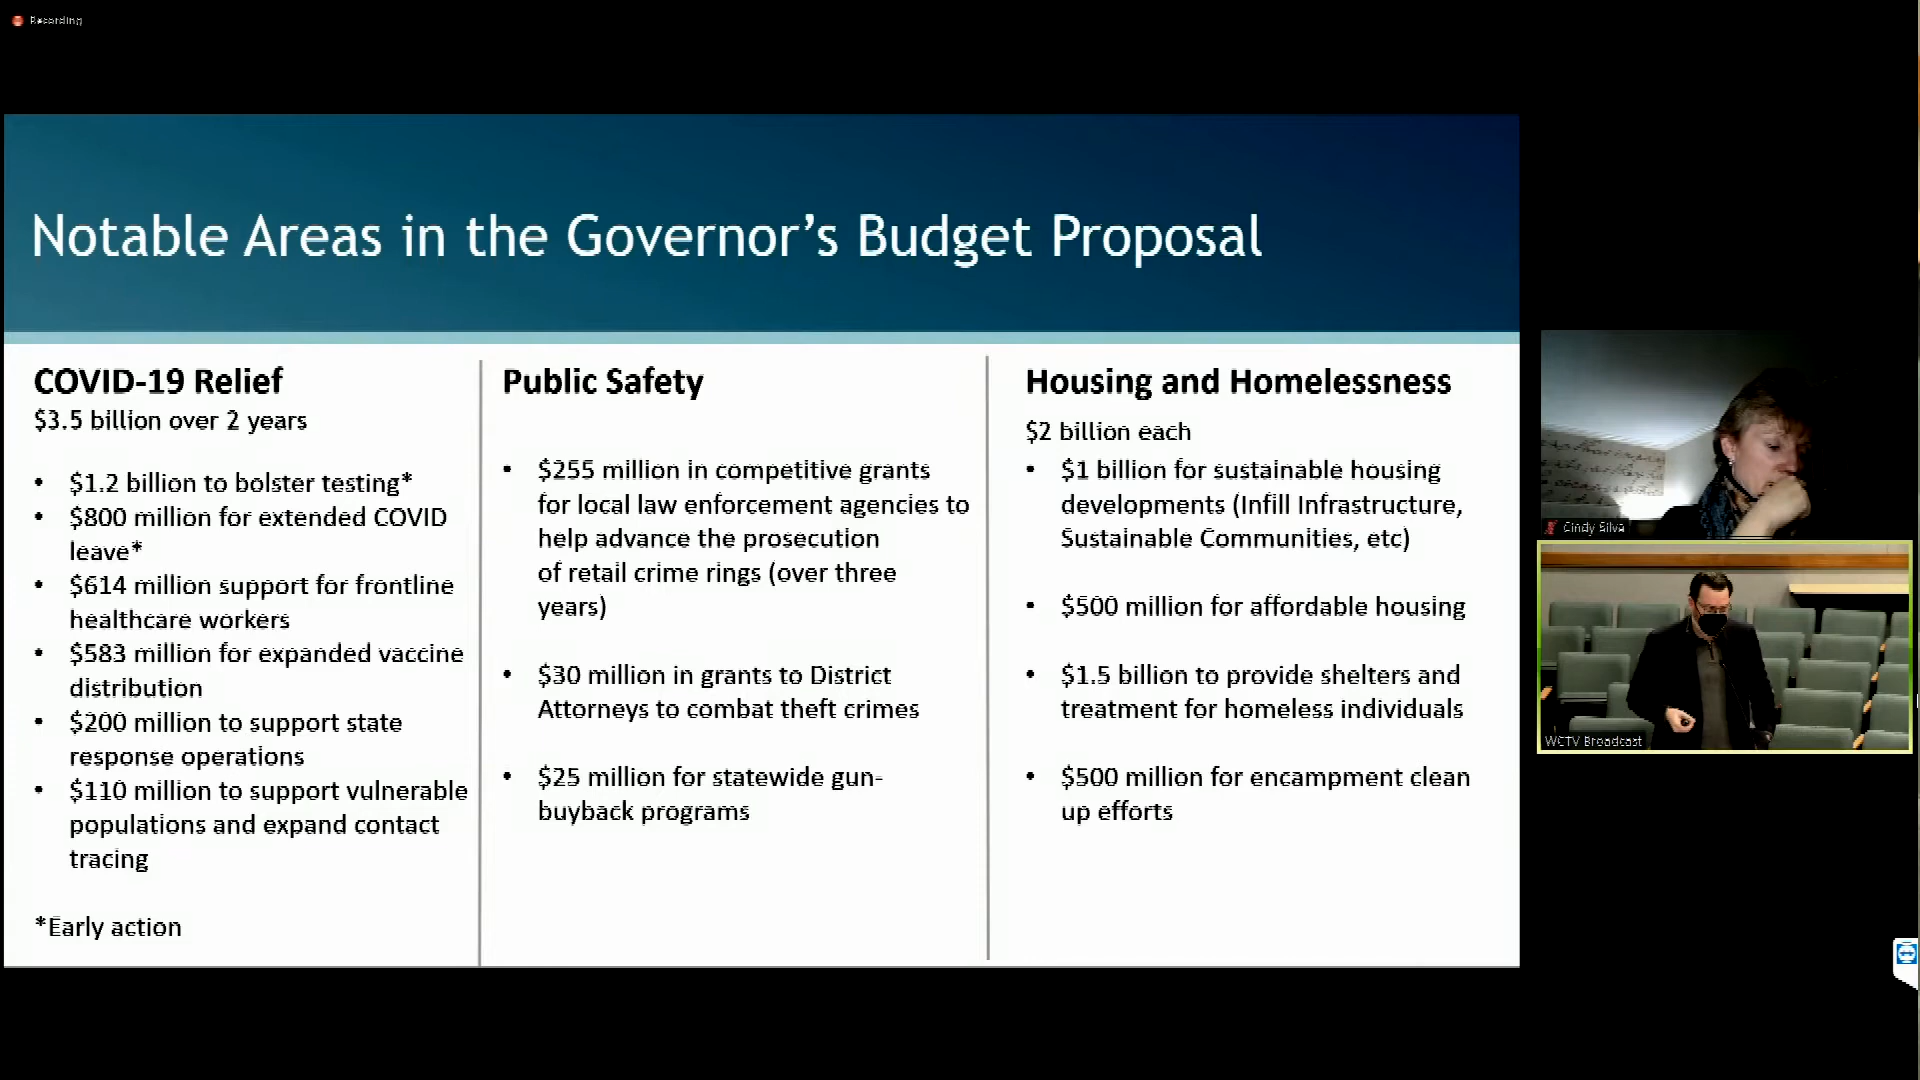 Recording
Notable Areas in the Governor's Budget Proposal
COVID-19 Relief
$3.5 billion over 2 years
• $1.2 billion to bolster testing*
• $800 million for extended COVID
leave*
• $614 million support for frontline
healthcare workers
• $583 million for expanded vaccine
distribution
• $200 million to support state
response operations
• $110 million to support vulnerable
populations and expand contact
tracing
*Early action
Public Safety
• $255 million in competitive grants
for local law enforcement agencies to
help advance the prosecution
of retail crime rings (over three
years)
• $30 million in grants to District
Attorneys to combat theft crimes
• $25 million for statewide gun-
buyback programs
Housing and Homelessness
$2 billion each
• $1 billion for sustainable housing
developments (Infill Infrastructure,
Sustainable Communities, etc)
• $500 million for affordable housing
• $1.5 billion to provide shelters and
treatment for homeless individuals
• $500 million for encampment clean
up efforts
Cindy Silva
WCTV Broadcast